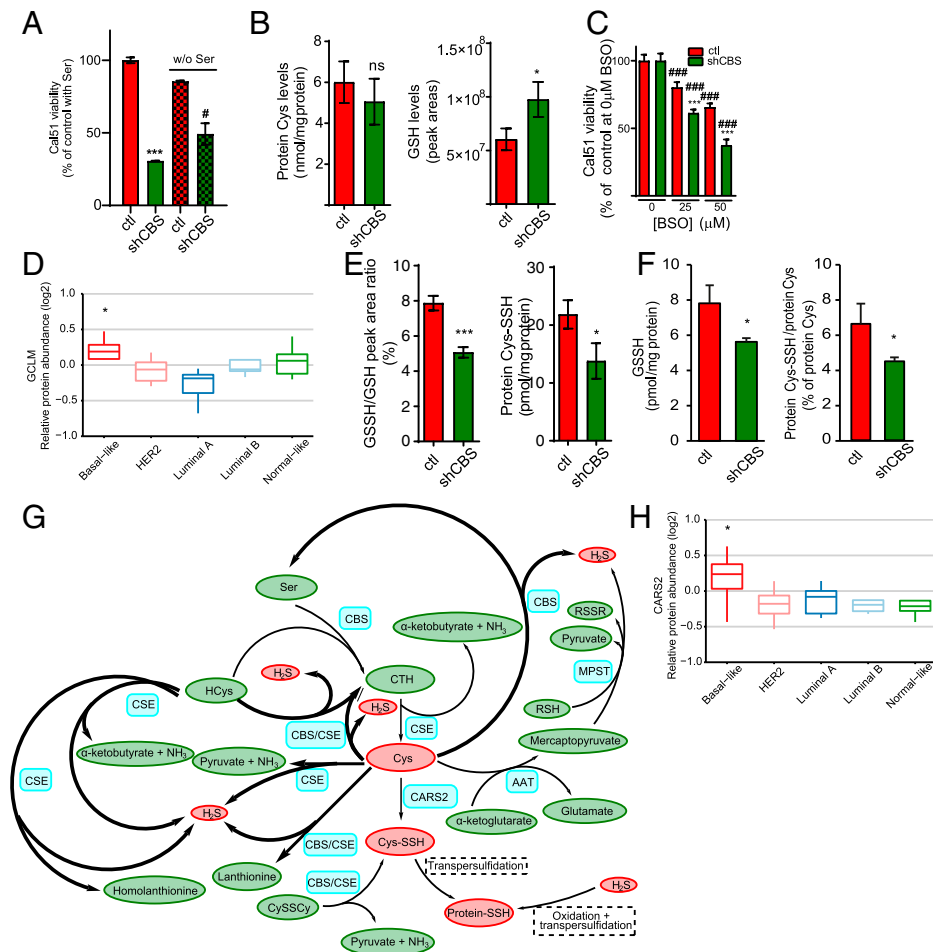 A
Cal51 viability
(% of control with Ser)
100
50
0
w/o Ser
***
#
ctl
shCBS
ctl
shCBS
B
Protein Cys levels
(nmol/mgprotein)
8
6
4
2
0
ns
ctl
shCBS
GSH levels
(peak areas)
1.5×10⁸
1×10⁸
5×10⁷
*
ctl
shCBS
C
ctl
shCBS
Cal51 viability
(% of control at 0μM BSO)
100
50
0
###
###
***
###
###
***
0
25
50
[BSO] (μM)
D
GCLM
Relative protein abundance (log2)
1.0
0.5
0.0
−0.5
−1.0
*
Basal−like
HER2
Luminal A
Luminal B
Normal−like
E
GSSH/GSH peak area ratio
(%)
10
8
6
4
2
0
***
ctl
shCBS
Protein Cys-SSH
(pmol/mgprotein)
30
20
10
0
*
ctl
shCBS
F
GSSH
(pmol/mg protein)
10
8
6
4
2
0
*
ctl
shCBS
Protein Cys-SSH/protein Cys
(% of protein Cys)
10
8
6
4
2
0
*
ctl
shCBS
G
Ser
CBS
H₂S
CBS
α-ketobutyrate + NH₃
RSSR
Pyruvate
MPST
H₂S
CTH
HCys
H₂S
RSH
CSE
CBS/CSE
CSE
Mercaptopyruvate
α-ketobutyrate + NH₃
Pyruvate + NH₃
Cys
CSE
CSE
AAT
CARS2
H₂S
α-ketoglutarate
Glutamate
CBS/CSE
Cys-SSH
Transpersulfidation
Lanthionine
CBS/CSE
Homolanthionine
H₂S
CySSCy
Protein-SSH
Oxidation +
transpersulfidation
Pyruvate + NH₃
H
CARS2
Relative protein abundance (log2)
1.0
0.5
0.0
−0.5
−1.0
*
Basal−like
HER2
Luminal A
Luminal B
Normal−like